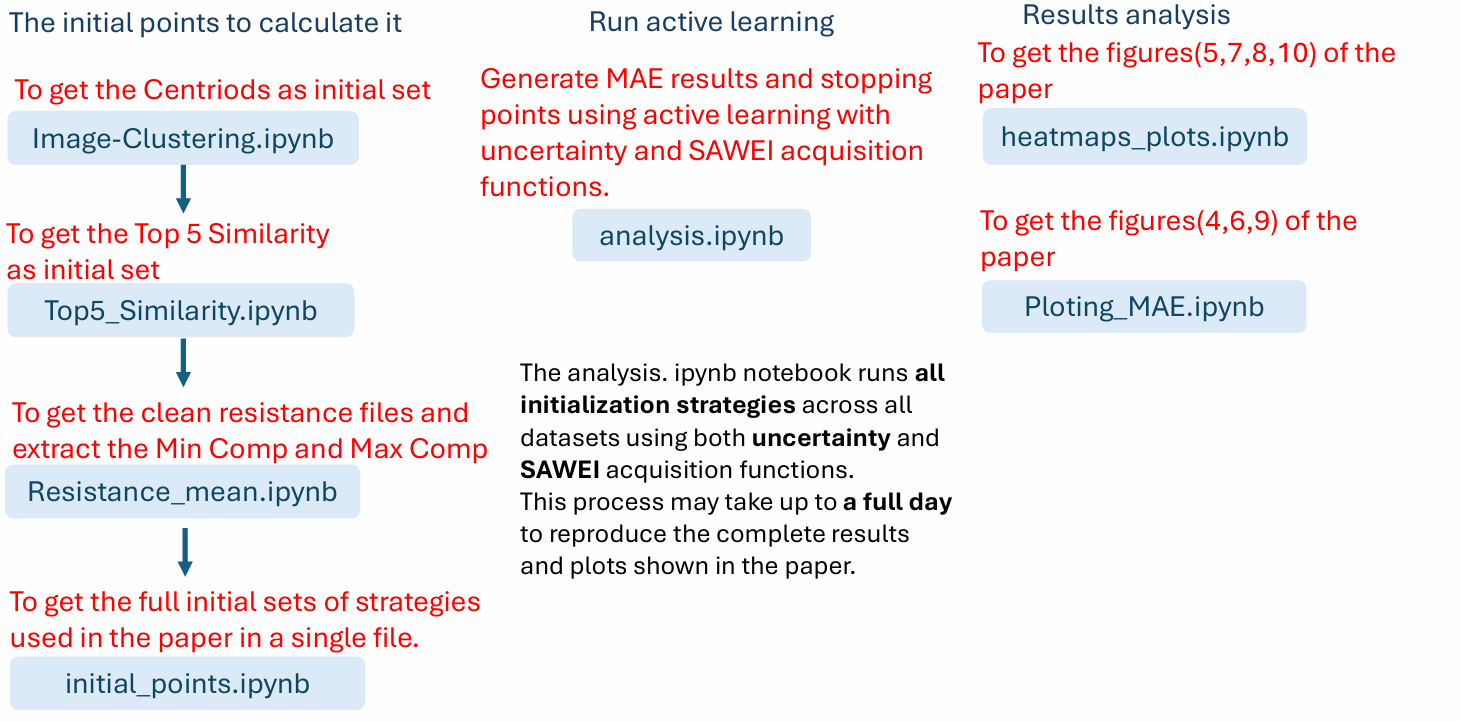 The initial points to calculate it
To get the Centriods as initial set
Image-Clustering.ipynb
To get the Top 5 Similarity
as initial set
Top5_Similarity.ipynb
To get the clean resistance files and
extract the Min Comp and Max Comp
Resistance_mean.ipynb
To get the full initial sets of strategies
used in the paper in a single file.
initial_points.ipynb
Run active learning
Generate MAE results and stopping
points using active learning with
uncertainty and SAWEI acquisition
functions.
analysis.ipynb
The analysis. ipynb notebook runs all
initialization strategies across all
datasets using both uncertainty and
SAWEI acquisition functions.
This process may take up to a full day
to reproduce the complete results
and plots shown in the paper.
Results analysis
To get the figures(5,7,8,10) of the
paper
heatmaps_plots.ipynb
To get the figures(4,6,9) of the
paper
Ploting_MAE.ipynb